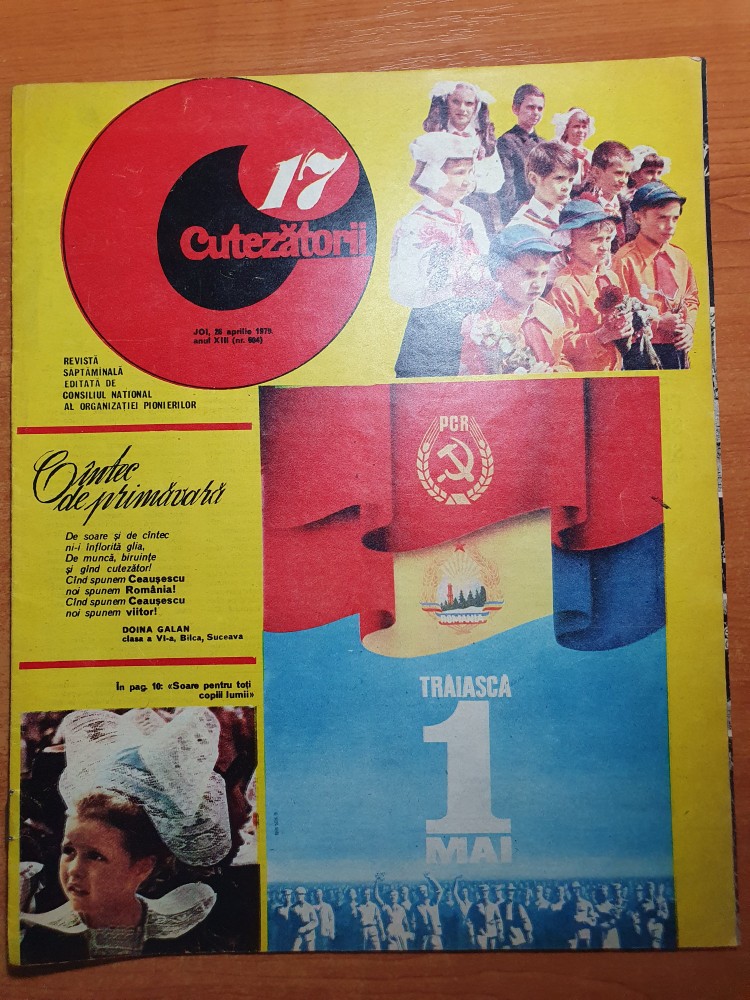 17
Cutezătorii
JOI, 26 aprilie 1979
anul XIII (nr. 604)
REVISTĂ
SAPTĂMÎNALĂ
EDITATĂ DE
CONSILIUL NATIONAL
AL ORGANIZAȚIEI PIONIERILOR
Cîntec
de primăvară
De soare și de cîntec
ni-i înflorită glia,
De muncă, biruințe
și gînd cutezător!
Cînd spunem Ceaușescu
noi spunem România!
Cînd spunem Ceaușescu
noi spunem viitor!
DOINA GALAN
clasa a VI-a, Bilca, Suceava
În pag. 10: «Soare pentru toți
copiii lumii»
PCR
TRĂIASCĂ
1
MAI